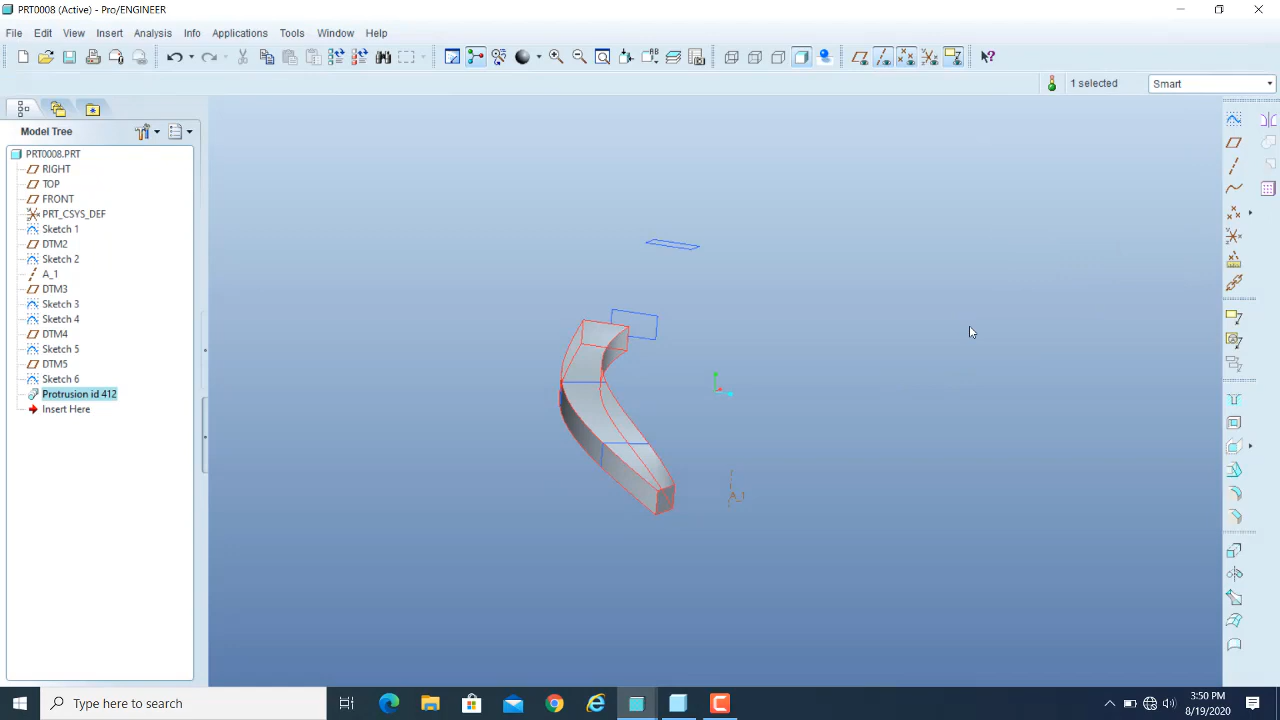 PRT0008 (Active) - Pro/ENGINEER
File Edit View Insert Analysis Info Applications Tools Window Help
1 selected
Smart
Model Tree
PRT0008.PRT
RIGHT
TOP
FRONT
PRT_CSYS_DEF
Sketch 1
DTM2
Sketch 2
A_1
DTM3
Sketch 3
Sketch 4
DTM4
Sketch 5
DTM5
Sketch 6
Protrusion id 412
Insert Here
A_1
Type here to search
3:50 PM
8/19/2020